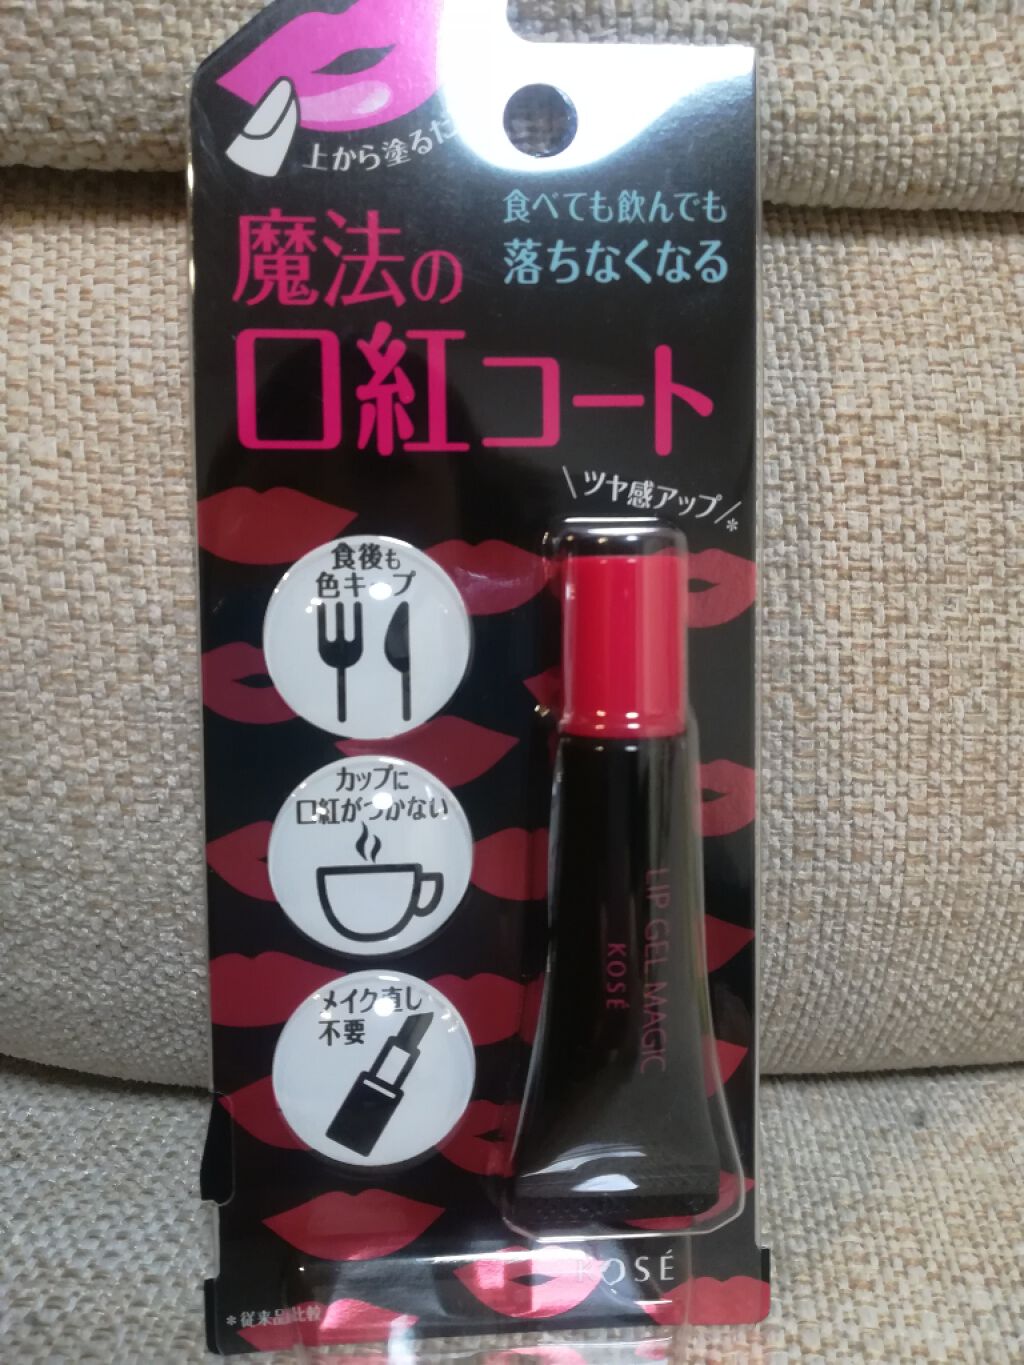 上から塗るだ
食べても飲んでも
落ちなくなる
魔法の
口紅コート
\ツヤ感アップ/*
食後も
色キープ
カップに
口紅がつかない
メイク直し
不要
LIP GEL MAGIC
KOSÉ
KOSÉ
*従来品比較